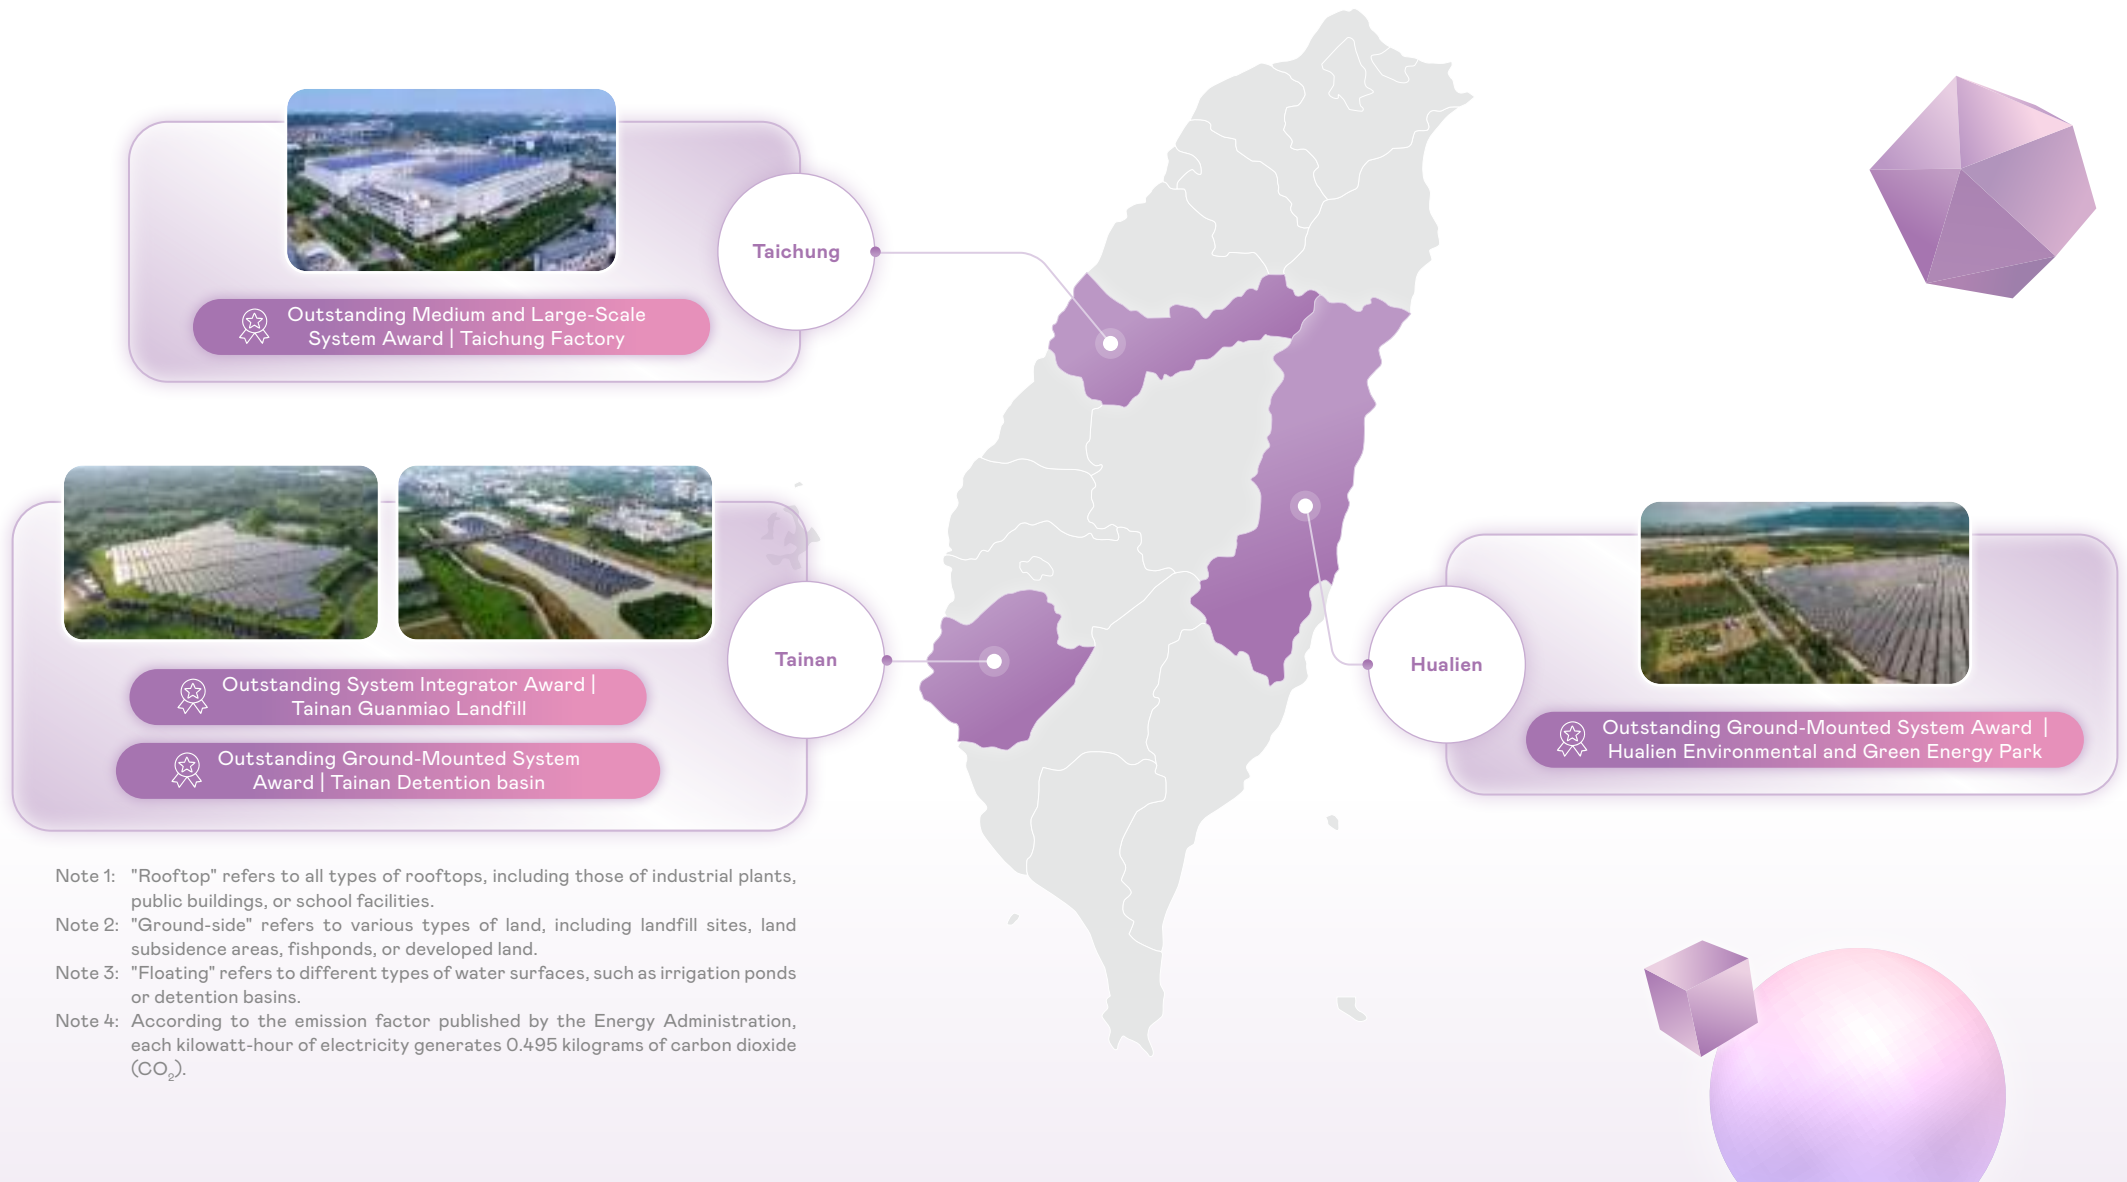 Taichung
Outstanding Medium and Large-Scale
System Award | Taichung Factory
Tainan
Outstanding System Integrator Award |
Tainan Guanmiao Landfill
Outstanding Ground-Mounted System
Award | Tainan Detention basin
Hualien
Outstanding Ground-Mounted System Award |
Hualien Environmental and Green Energy Park
Note 1: "Rooftop" refers to all types of rooftops, including those of industrial plants,
public buildings, or school facilities.
Note 2: "Ground-side" refers to various types of land, including landfill sites, land
subsidence areas, fishponds, or developed land.
Note 3: "Floating" refers to different types of water surfaces, such as irrigation ponds
or detention basins.
Note 4: According to the emission factor published by the Energy Administration,
each kilowatt-hour of electricity generates 0.495 kilograms of carbon dioxide
(CO₂).